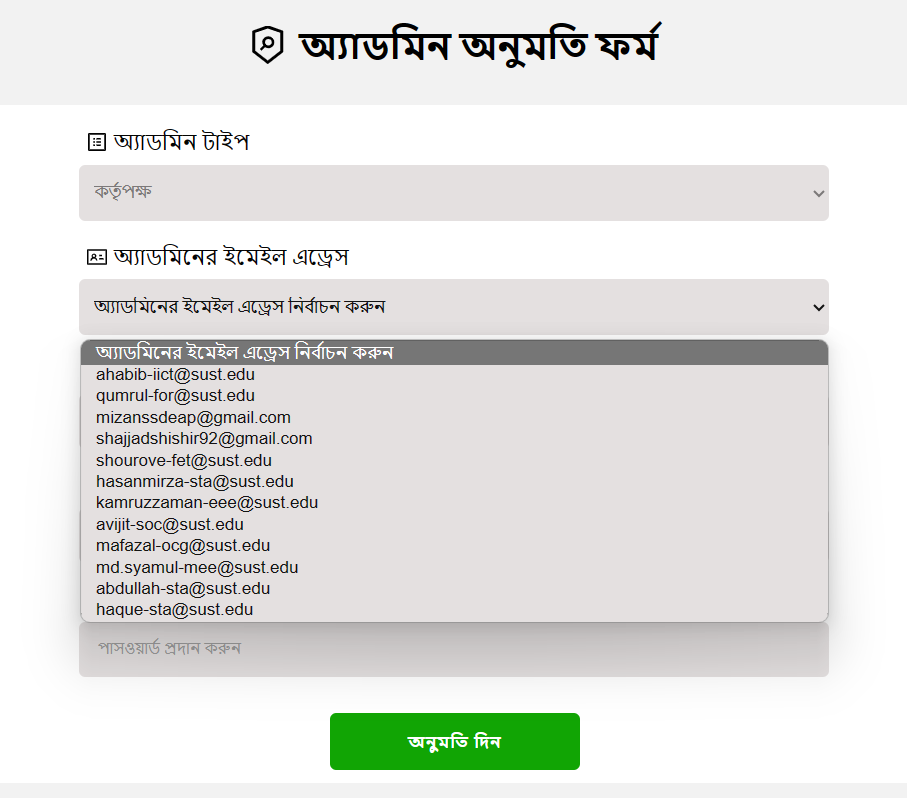 অ্যাডমিন অনুমতি ফর্ম
অ্যাডমিন টাইপ
কর্তৃপক্ষ
অ্যাডমিনের ইমেইল এড্রেস
অ্যাডমিনের ইমেইল এড্রেস নির্বাচন করুন
অ্যাডমিনের ইমেইল এড্রেস নির্বাচন করুন
ahabib-iict@sust.edu
qumrul-for@sust.edu
mizanssdeap@gmail.com
shajjadshishir92@gmail.com
shourove-fet@sust.edu
hasanmirza-sta@sust.edu
kamruzzaman-eee@sust.edu
avijit-soc@sust.edu
mafazal-ocg@sust.edu
md.syamul-mee@sust.edu
abdullah-sta@sust.edu
haque-sta@sust.edu
পাসওয়ার্ড প্রদান করুন
অনুমতি দিন